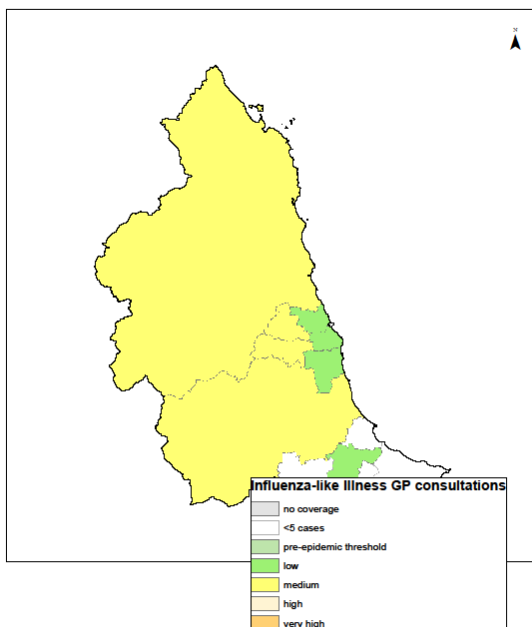 N
Influenza-like Illness GP consultations
no coverage
<5 cases
pre-epidemic threshold
low
medium
high
very high